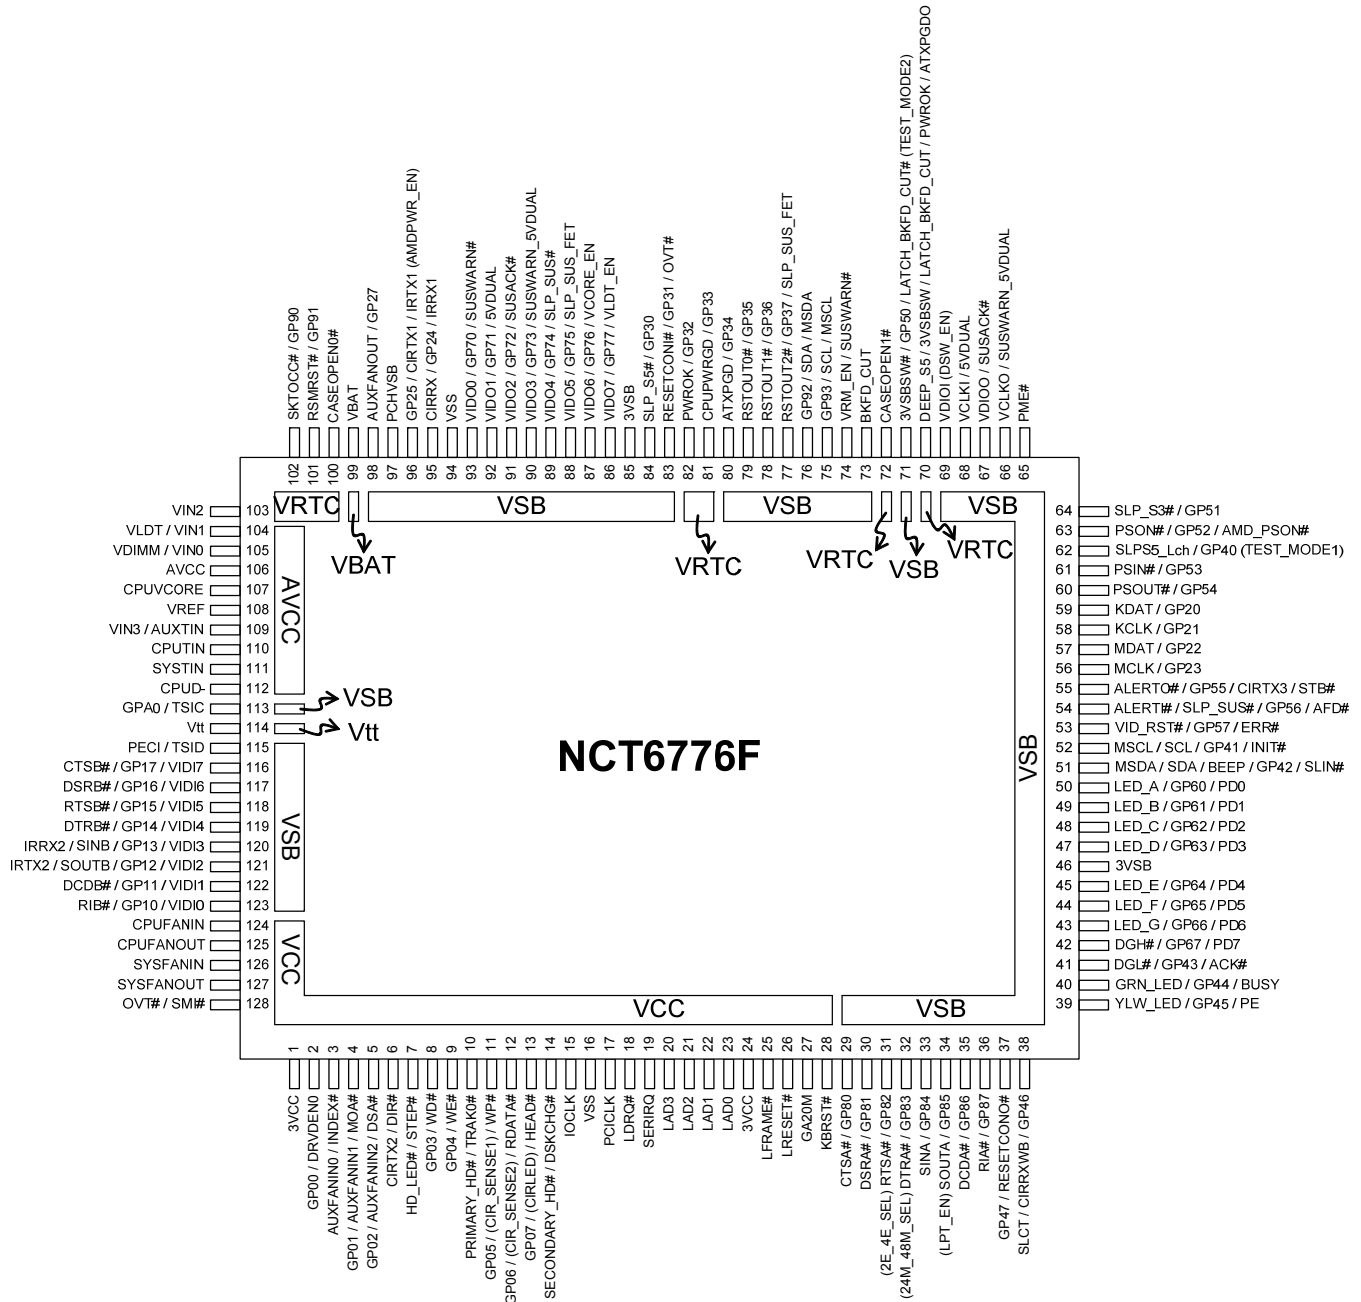 SKTOCC# / GP90
RSMRST# / GP91
CASEOPEN0#
VBAT
AUXFANOUT / GP27
PCHVSB
GP25 / CIRTX1 / IRTX1 (AMDPWR_EN)
CIRRX / GP24 / IRRX1
VSS
VIDO0 / GP70 / SUSWARN#
VIDO1 / GP71 / 5VDUAL
VIDO2 / GP72 / SUSACK#
VIDO3 / GP73 / SUSWARN_5VDUAL
VIDO4 / GP74 / SLP_SUS#
VIDO5 / GP75 / SLP_SUS_FET
VIDO6 / GP76 / VCORE_EN
VIDO7 / GP77 / VLDT_EN
3VSB
SLP_S5# / GP30
RESETCONI# / GP31 / OVT#
PWROK / GP32
CPUPWRGD / GP33
ATXPGD / GP34
RSTOUT0# / GP35
RSTOUT1# / GP36
RSTOUT2# / GP37 / SLP_SUS_FET
GP92 / SDA / MSDA
GP93 / SCL / MSCL
VRM_EN / SUSWARN#
BKFD_CUT
CASEOPEN1#
3VSBSW# / GP50 / LATCH_BKFD_CUT# (TEST_MODE2)
DEEP_S5 / 3VSBSW / LATCH_BKFD_CUT / PWROK / ATXPGDO
VDIOI (DSW_EN)
VCLKI / 5VDUAL
VDIOO / SUSACK#
VCLKO / SUSWARN_5VDUAL
PME#
102 101 100 99 98 97 96 95 94 93 92 91 90 89 88 87 86 85 84 83 82 81 80 79 78 77 76 75 74 73 72 71 70 69 68 67 66 65
VRTC
VSB
VSB
VSB
VBAT
VRTC
VRTC
VSB
VRTC
VIN2 103
VLDT / VIN1 104
VDIMM / VIN0 105
AVCC 106
CPUVCORE 107
VREF 108
VIN3 / AUXTIN 109
CPUTIN 110
SYSTIN 111
CPUD- 112
GPA0 / TSIC 113
Vtt 114
PECI / TSID 115
CTSB# / GP17 / VIDI7 116
DSRB# / GP16 / VIDI6 117
RTSB# / GP15 / VIDI5 118
DTRB# / GP14 / VIDI4 119
IRRX2 / SINB / GP13 / VIDI3 120
IRTX2 / SOUTB / GP12 / VIDI2 121
DCDB# / GP11 / VIDI1 122
RIB# / GP10 / VIDI0 123
CPUFANIN 124
CPUFANOUT 125
SYSFANIN 126
SYSFANOUT 127
OVT# / SMI# 128
AVCC
VSB
Vtt
VSB
VCC
NCT6776F
VSB
64 SLP_S3# / GP51
63 PSON# / GP52 / AMD_PSON#
62 SLPS5_Lch / GP40 (TEST_MODE1)
61 PSIN# / GP53
60 PSOUT# / GP54
59 KDAT / GP20
58 KCLK / GP21
57 MDAT / GP22
56 MCLK / GP23
55 ALERTO# / GP55 / CIRTX3 / STB#
54 ALERTI# / SLP_SUS# / GP56 / AFD#
53 VID_RST# / GP57 / ERR#
52 MSCL / SCL / GP41 / INIT#
51 MSDA / SDA / BEEP / GP42 / SLIN#
50 LED_A / GP60 / PD0
49 LED_B / GP61 / PD1
48 LED_C / GP62 / PD2
47 LED_D / GP63 / PD3
46 3VSB
45 LED_E / GP64 / PD4
44 LED_F / GP65 / PD5
43 LED_G / GP66 / PD6
42 DGH# / GP67 / PD7
41 DGL# / GP43 / ACK#
40 GRN_LED / GP44 / BUSY
39 YLW_LED / GP45 / PE
VCC
VSB
1 2 3 4 5 6 7 8 9 10 11 12 13 14 15 16 17 18 19 20 21 22 23 24 25 26 27 28 29 30 31 32 33 34 35 36 37 38
3VCC
GP00 / DRVDEN0
AUXFANIN0 / INDEX#
GP01 / AUXFANIN1 / MOA#
GP02 / AUXFANIN2 / DSA#
CIRTX2 / DIR#
HD_LED# / STEP#
GP03 / WD#
GP04 / WE#
PRIMARY_HD# / TRAK0#
GP05 / (CIR_SENSE1) / WP#
GP06 / (CIR_SENSE2) / RDATA#
GP07 / (CIRLED) / HEAD#
SECONDARY_HD# / DSKCHG#
IOCLK
VSS
PCICLK
LDRQ#
SERIRQ
LAD3
LAD2
LAD1
LAD0
3VCC
LFRAME#
LRESET#
GA20M
KBRST#
CTSA# / GP80
DSRA# / GP81
(2E_4E_SEL) RTSA# / GP82
(24M_48M_SEL) DTRA# / GP83
SINA / GP84
(LPT_EN) SOUTA / GP85
DCDA# / GP86
RIA# / GP87
GP47 / RESETCONO#
SLCT / CIRRXWB / GP46